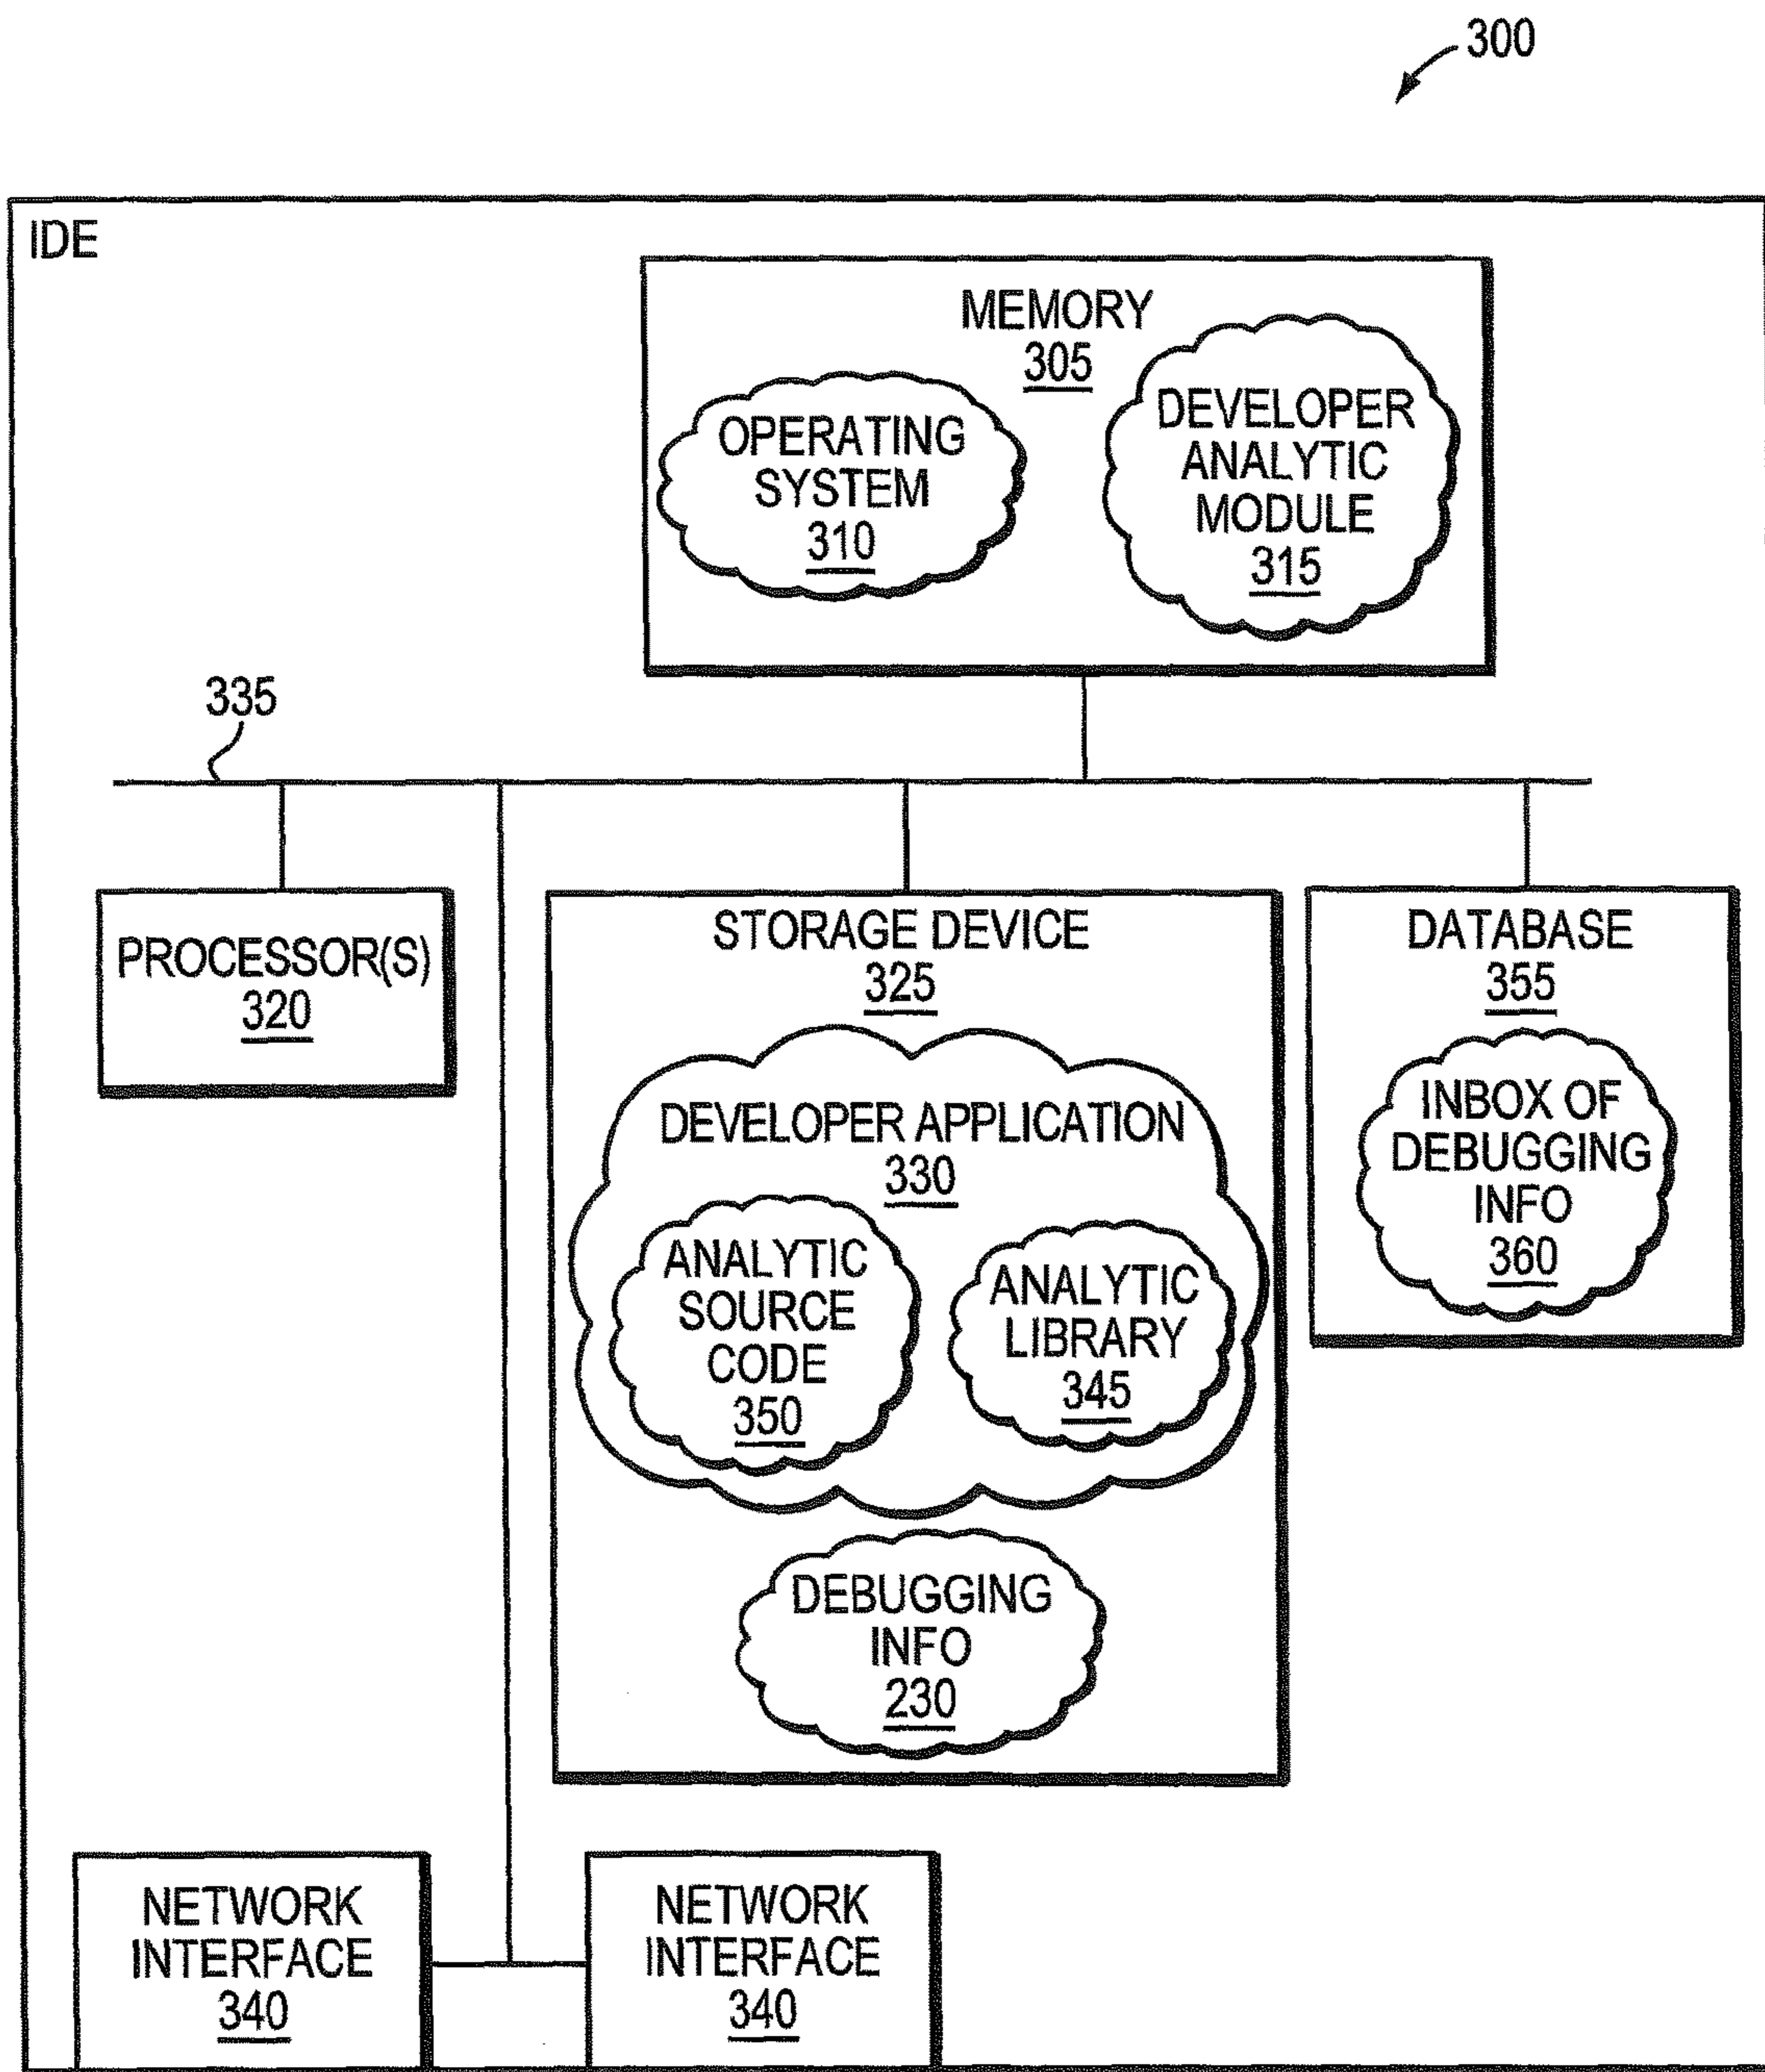 300
IDE
MEMORY
305
OPERATING
SYSTEM
310
DEVELOPER
ANALYTIC
MODULE
315
335
PROCESSOR(S)
320
STORAGE DEVICE
325
DEVELOPER APPLICATION
330
ANALYTIC
SOURCE
CODE
350
ANALYTIC
LIBRARY
345
DEBUGGING
INFO
230
DATABASE
355
INBOX OF
DEBUGGING
INFO
360
NETWORK
INTERFACE
340
NETWORK
INTERFACE
340